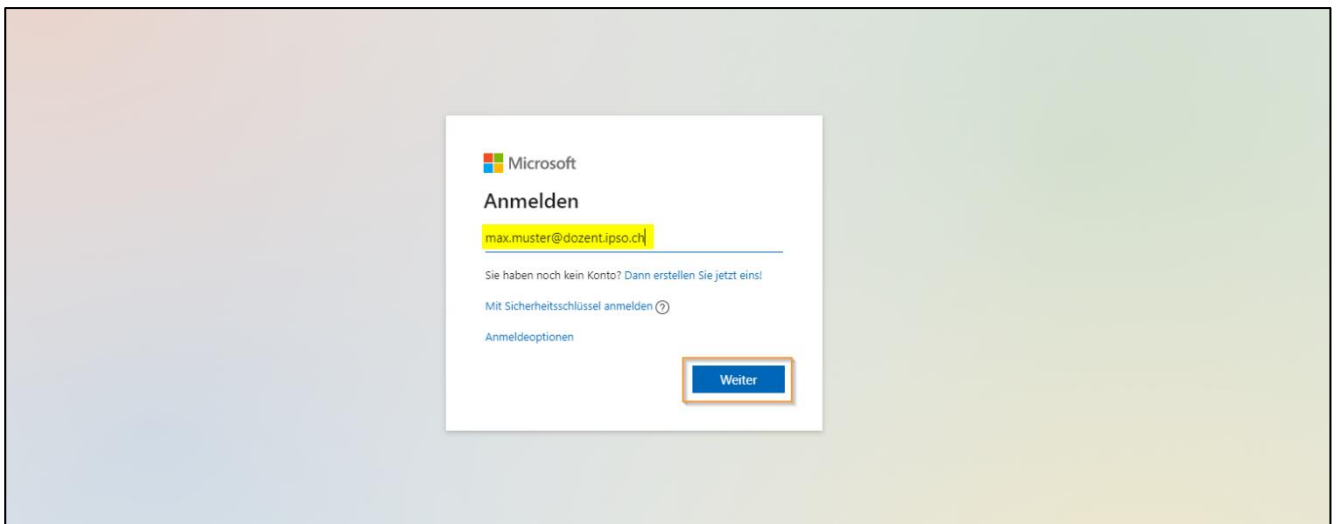 Microsoft
Anmelden
max.muster@dozent.ipso.ch
Sie haben noch kein Konto? Dann erstellen Sie jetzt eins!
Mit Sicherheitsschlüssel anmelden ?
Anmeldeoptionen
Weiter